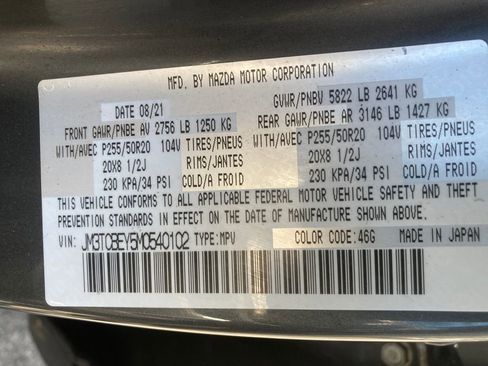 MFD. BY MAZDA MOTOR CORPORATION
DATE 08/21
GVWR/PNBV 5822 LB 2641 KG
FRONT GAWR/PNBE AV 2756 LB 1250 KG
REAR GAWR/PNBE AR 3146 LB 1427 KG
WITH/AVEC P255/50R20 104V TIRES/PNEUS
WITH/AVEC P255/50R20 104V TIRES/PNEUS
20X8 1/2J RIMS/JANTES
20X8 1/2J RIMS/JANTES
230 KPA/34 PSI COLD/A FROID
230 KPA/34 PSI COLD/A FROID
THIS VEHICLE CONFORMS TO ALL APPLICABLE FEDERAL MOTOR VEHICLE SAFETY AND THEFT
PREVENTION STANDARDS IN EFFECT ON THE DATE OF MANUFACTURE SHOWN ABOVE.
VIN: JM3TCBEY5M0540102 TYPE:MPV COLOR CODE:46G MADE IN JAPAN